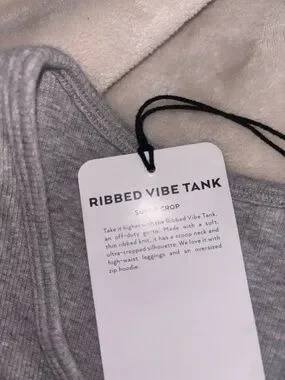 RIBBED VIBE TANK
SUPER CROP
Take it higher with the Ribbed Vibe Tank,
an off-duty go-to. Made with a soft,
thin ribbed knit, it has a scoop neck and
ultra-cropped silhouette. We love it with
high-waist leggings and an oversized
zip hoodie.